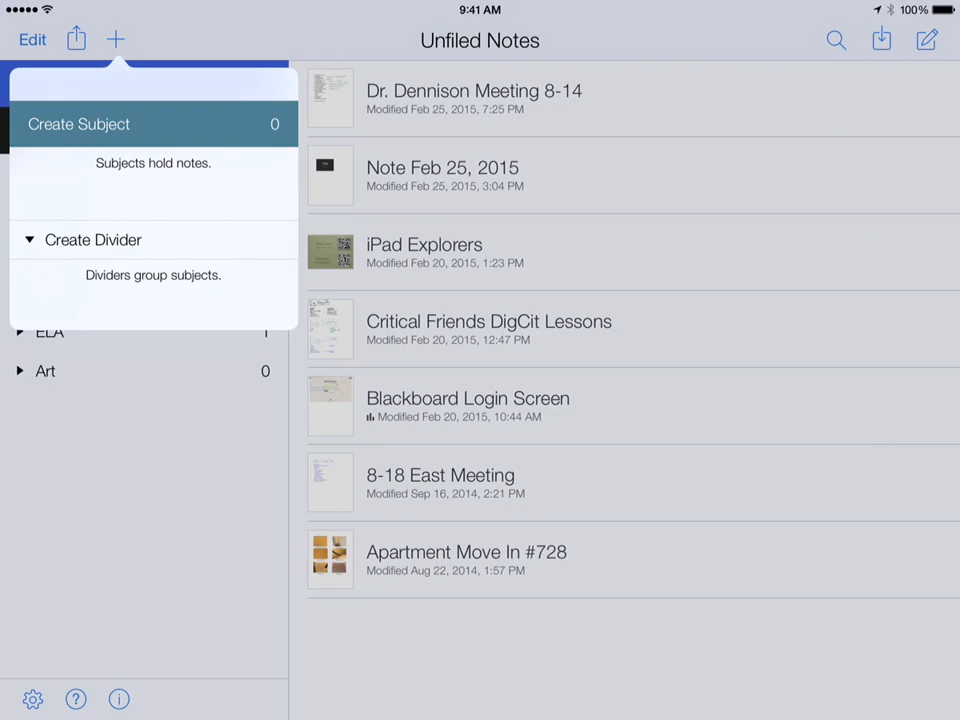 9:41 AM
100%
Edit
Unfiled Notes
Create Subject 0
Subjects hold notes.
Create Divider
Dividers group subjects.
ELA 1
Art 0
Dr. Dennison Meeting 8-14
Modified Feb 25, 2015, 7:25 PM
Note Feb 25, 2015
Modified Feb 25, 2015, 3:04 PM
iPad Explorers
Modified Feb 20, 2015, 1:23 PM
Critical Friends DigCit Lessons
Modified Feb 20, 2015, 12:47 PM
Blackboard Login Screen
Modified Feb 20, 2015, 10:44 AM
8-18 East Meeting
Modified Sep 16, 2014, 2:21 PM
Apartment Move In #728
Modified Aug 22, 2014, 1:57 PM